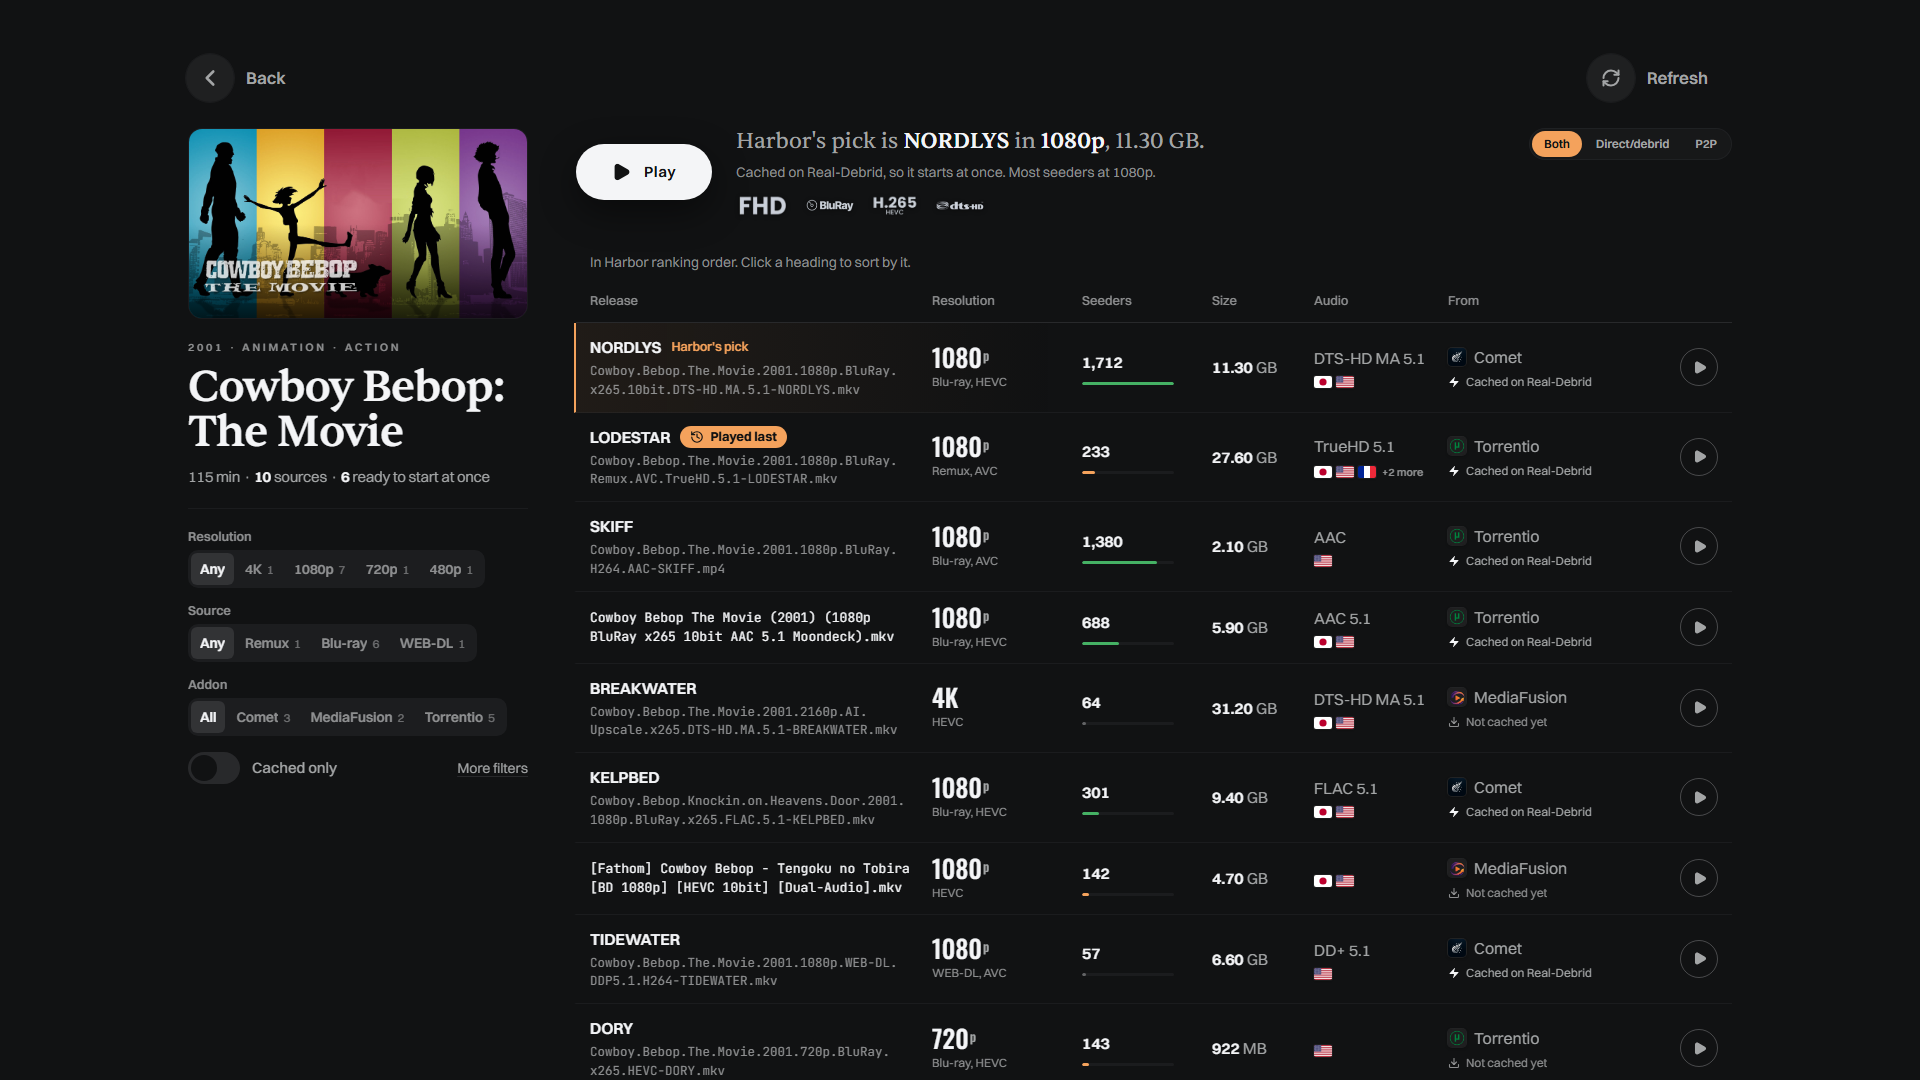 Back
Refresh
COWBOY BEBOP
THE MOVIE
2001 · ANIMATION · ACTION
Cowboy Bebop:
The Movie
115 min · 10 sources · 6 ready to start at once
Resolution
Any 4K 1 1080p 7 720p 1 480p 1
Source
Any Remux 1 Blu-ray 6 WEB-DL 1
Addon
All Comet 3 MediaFusion 2 Torrentio 5
Cached only More filters
Play
Harbor's pick is NORDLYS in 1080p, 11.30 GB.
Cached on Real-Debrid, so it starts at once. Most seeders at 1080p.
FHD BluRay H.265 HEVC dts-HD
Both Direct/debrid P2P
In Harbor ranking order. Click a heading to sort by it.
Release Resolution Seeders Size Audio From
NORDLYS Harbor's pick
Cowboy.Bebop.The.Movie.2001.1080p.BluRay.
x265.10bit.DTS-HD.MA.5.1-NORDLYS.mkv
1080p
Blu-ray, HEVC
1,712
11.30 GB
DTS-HD MA 5.1
Comet
Cached on Real-Debrid
LODESTAR Played last
Cowboy.Bebop.The.Movie.2001.1080p.BluRay.
Remux.AVC.TrueHD.5.1-LODESTAR.mkv
1080p
Remux, AVC
233
27.60 GB
TrueHD 5.1
+2 more
Torrentio
Cached on Real-Debrid
SKIFF
Cowboy.Bebop.The.Movie.2001.1080p.BluRay.
H264.AAC-SKIFF.mp4
1080p
Blu-ray, AVC
1,380
2.10 GB
AAC
Torrentio
Cached on Real-Debrid
Cowboy Bebop The Movie (2001) (1080p
BluRay x265 10bit AAC 5.1 Moondeck).mkv
1080p
Blu-ray, HEVC
688
5.90 GB
AAC 5.1
Torrentio
Cached on Real-Debrid
BREAKWATER
Cowboy.Bebop.The.Movie.2001.2160p.AI.
Upscale.x265.DTS-HD.MA.5.1-BREAKWATER.mkv
4K
HEVC
64
31.20 GB
DTS-HD MA 5.1
MediaFusion
Not cached yet
KELPBED
Cowboy.Bebop.Knockin.on.Heavens.Door.2001.
1080p.BluRay.x265.FLAC.5.1-KELPBED.mkv
1080p
Blu-ray, HEVC
301
9.40 GB
FLAC 5.1
Comet
Cached on Real-Debrid
[Fathom] Cowboy Bebop - Tengoku no Tobira
[BD 1080p] [HEVC 10bit] [Dual-Audio].mkv
1080p
HEVC
142
4.70 GB
MediaFusion
Not cached yet
TIDEWATER
Cowboy.Bebop.The.Movie.2001.1080p.WEB-DL.
DDP5.1.H264-TIDEWATER.mkv
1080p
WEB-DL, AVC
57
6.60 GB
DD+ 5.1
Comet
Cached on Real-Debrid
DORY
Cowboy.Bebop.The.Movie.2001.720p.BluRay.
x265.HEVC-DORY.mkv
720p
Blu-ray, HEVC
143
922 MB
Torrentio
Not cached yet